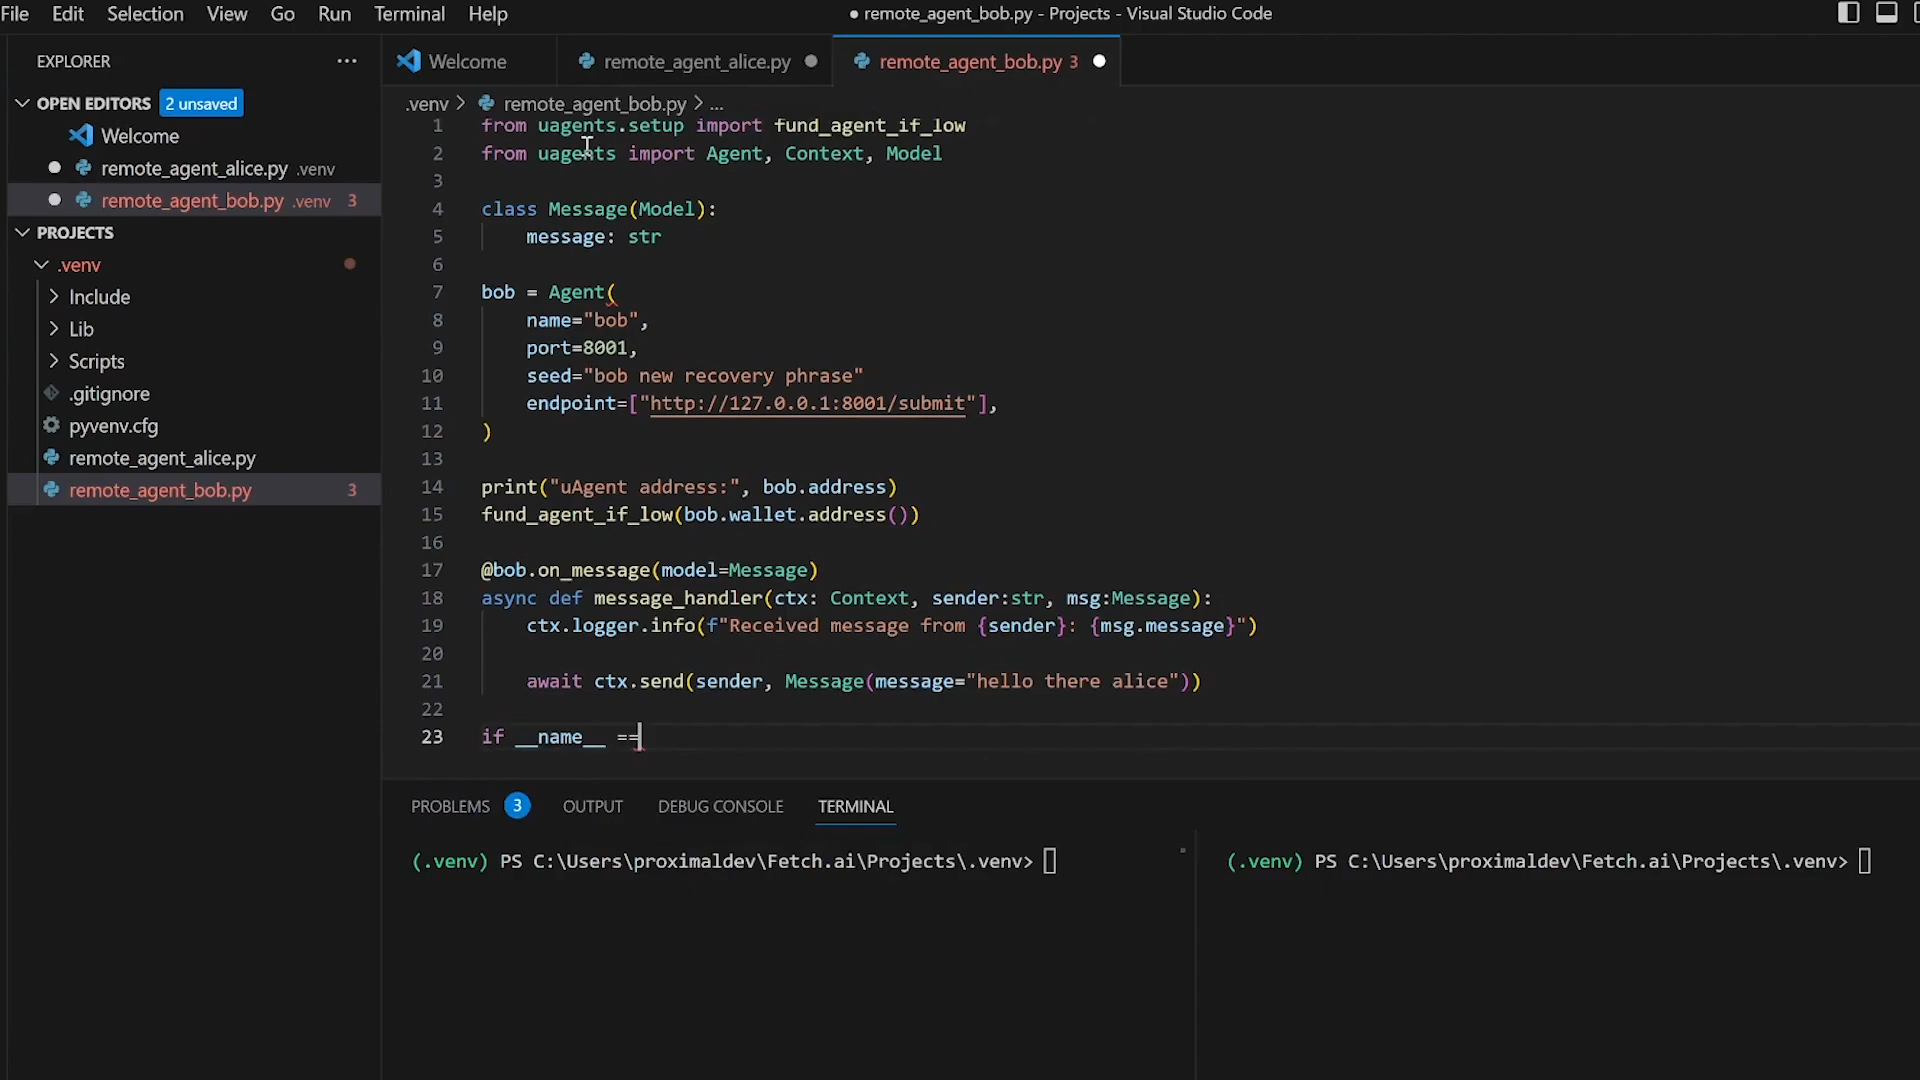 File Edit Selection View Go Run Terminal Help
● remote_agent_bob.py - Projects - Visual Studio Code
EXPLORER ...
OPEN EDITORS 2 unsaved
Welcome
remote_agent_alice.py .venv
remote_agent_bob.py .venv 3
PROJECTS
.venv
Include
Lib
Scripts
.gitignore
pyvenv.cfg
remote_agent_alice.py
remote_agent_bob.py 3
Welcome remote_agent_alice.py remote_agent_bob.py 3
.venv > remote_agent_bob.py > ...
1 from uagents.setup import fund_agent_if_low
2 from uagents import Agent, Context, Model
3
4 class Message(Model):
5     message: str
6
7 bob = Agent(
8     name="bob",
9     port=8001,
10     seed="bob new recovery phrase"
11     endpoint=["http://127.0.0.1:8001/submit"],
12 )
13
14 print("uAgent address:", bob.address)
15 fund_agent_if_low(bob.wallet.address())
16
17 @bob.on_message(model=Message)
18 async def message_handler(ctx: Context, sender:str, msg:Message):
19     ctx.logger.info(f"Received message from {sender}: {msg.message}")
20
21     await ctx.send(sender, Message(message="hello there alice"))
22
23 if __name__ ==
PROBLEMS 3 OUTPUT DEBUG CONSOLE TERMINAL
(.venv) PS C:\Users\proximaldev\Fetch.ai\Projects\.venv>
(.venv) PS C:\Users\proximaldev\Fetch.ai\Projects\.venv>